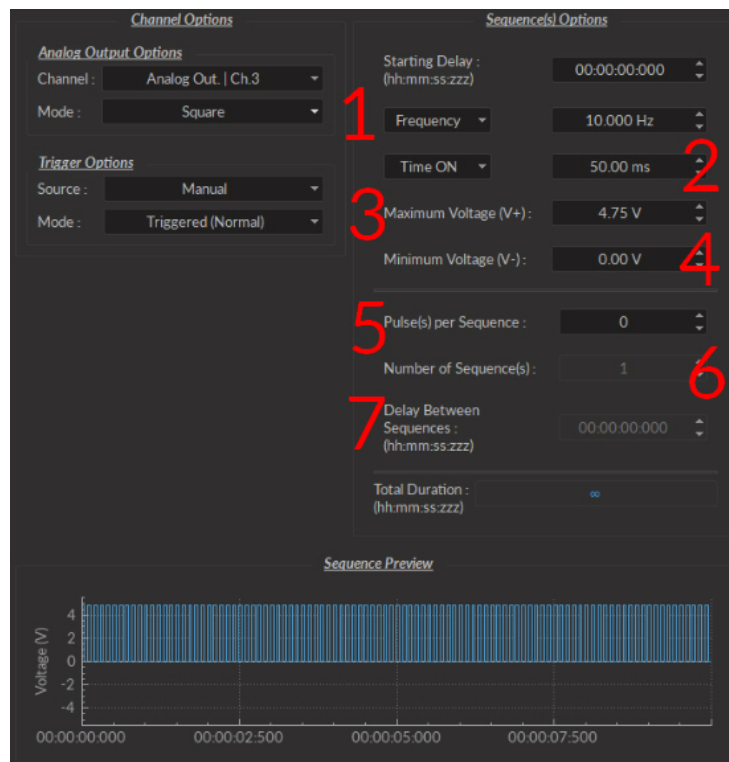 Channel Options
Analog Output Options
Channel : Analog Out. | Ch.3
Mode : Square
Trigger Options
Source : Manual
Mode : Triggered (Normal)
Sequence(s) Options
Starting Delay :
(hh:mm:ss:zzz) 00:00:00:000
1 Frequency 10.000 Hz
Time ON 50.00 ms 2
3 Maximum Voltage (V+) : 4.75 V
Minimum Voltage (V-) : 0.00 V 4
5 Pulse(s) per Sequence : 0
Number of Sequence(s) : 1 6
7 Delay Between
Sequences : 00:00:00:000
(hh:mm:ss:zzz)
Total Duration : ∞
(hh:mm:ss:zzz)
Sequence Preview
Voltage (V)
4
2
0
-2
-4
00:00:00:000 00:00:02:500 00:00:05:000 00:00:07:500